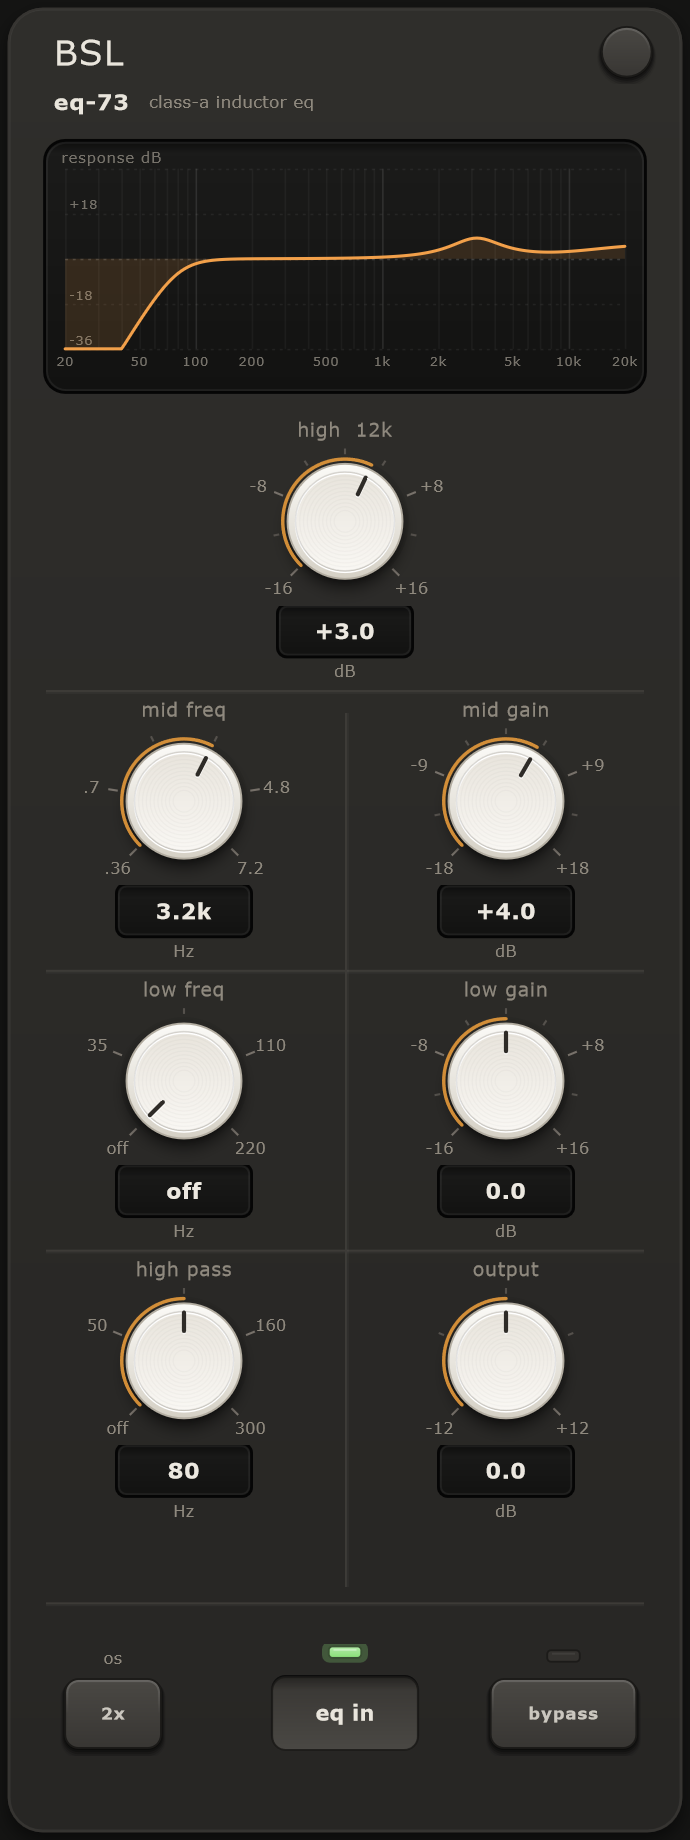 BSL
eq-73 class-a inductor eq
response dB
+18
-18
-36
20 50 100 200 500 1k 2k 5k 10k 20k
high 12k
-8 +8
-16 +16
+3.0
dB
mid freq mid gain
.7 4.8 -9 +9
.36 7.2 -18 +18
3.2k +4.0
Hz dB
low freq low gain
35 110 -8 +8
off 220 -16 +16
off 0.0
Hz dB
high pass output
50 160
off 300 -12 +12
80 0.0
Hz dB
os
2x eq in bypass